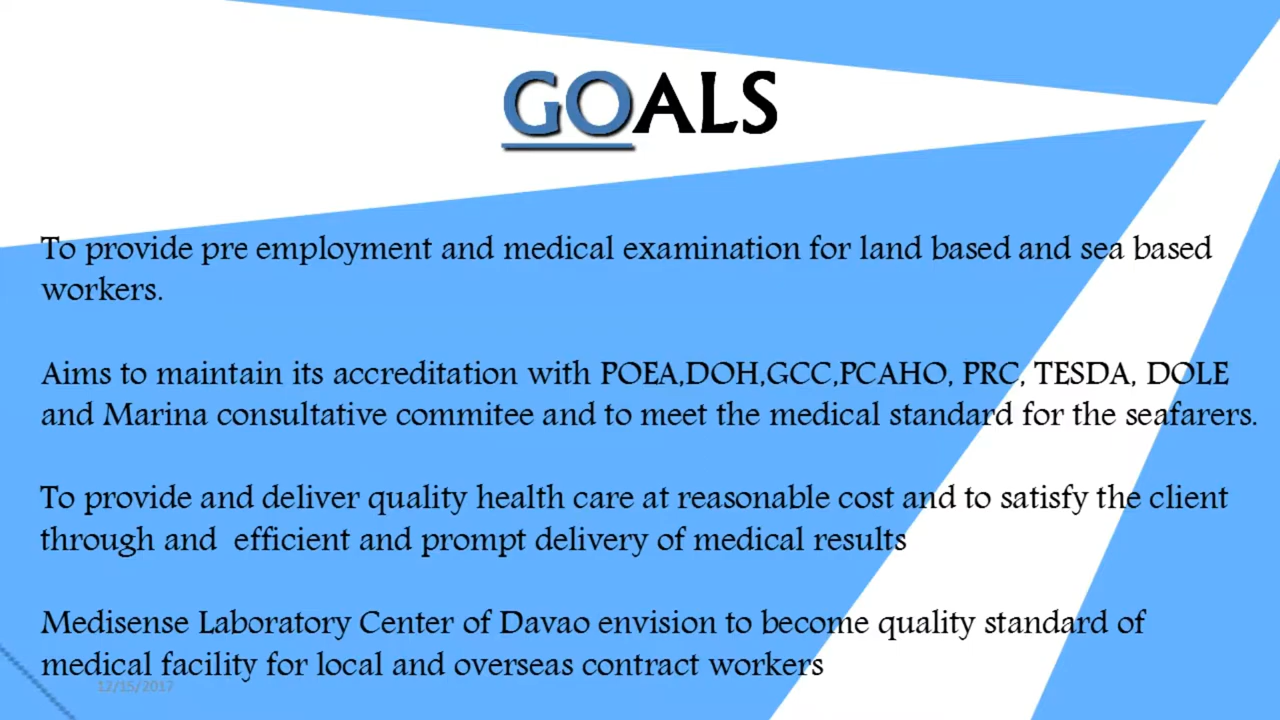 GOALS
To provide pre employment and medical examination for land based and sea based
workers.
Aims to maintain its accreditation with POEA,DOH,GCC,PCAHO, PRC, TESDA, DOLE
and Marina consultative commitee and to meet the medical standard for the seafarers.
To provide and deliver quality health care at reasonable cost and to satisfy the client
through and  efficient and prompt delivery of medical results
Medisense Laboratory Center of Davao envision to become quality standard of
medical facility for local and overseas contract workers
12/15/2017